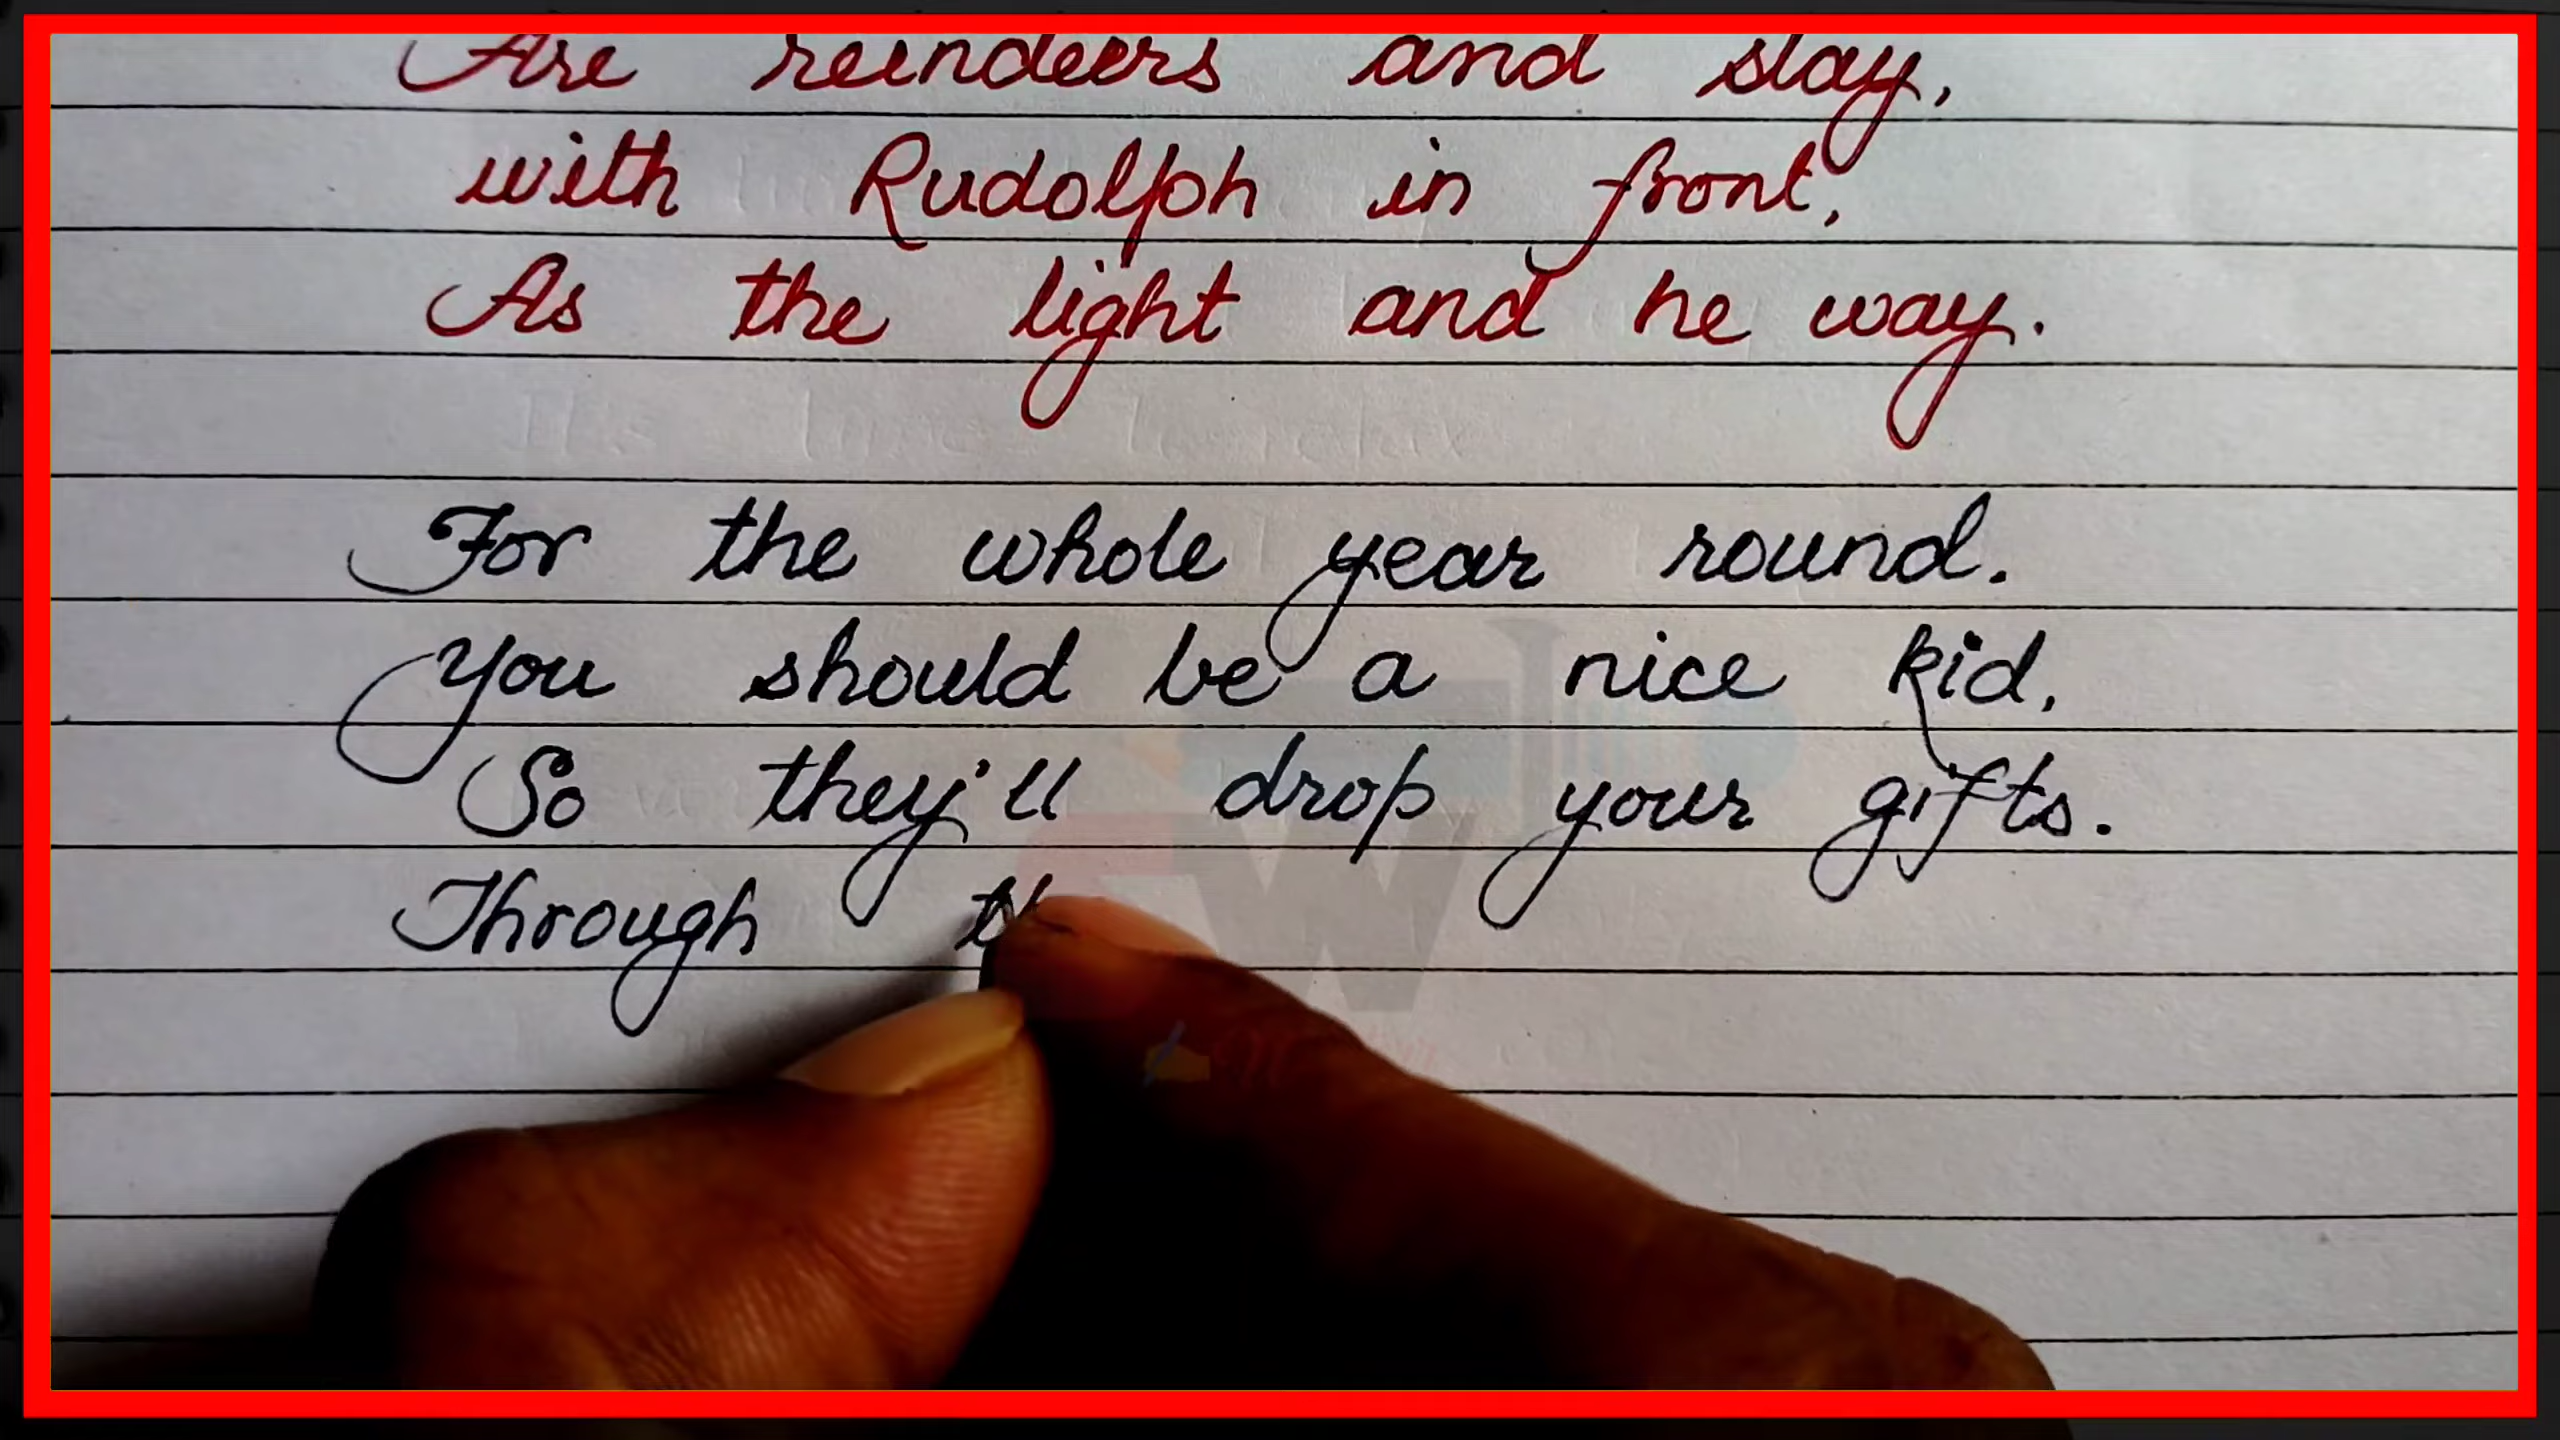 Are reindeers and slay,
with Rudolph in front,
As the light and he way.
For the whole year round.
You should be a nice kid,
So they'll drop your gifts.
Through